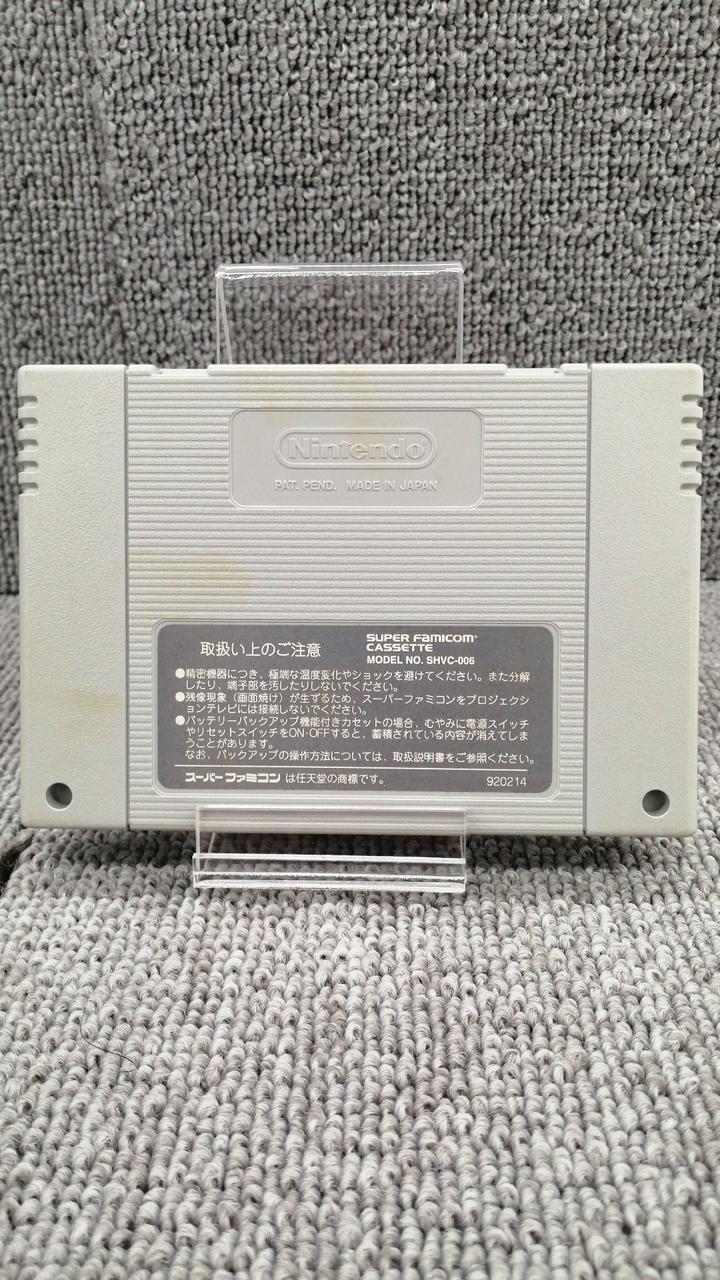 Nintendo
PAT. PEND. MADE IN JAPAN
取扱い上のご注意
SUPER FAMICOM®
CASSETTE
MODEL NO. SHVC-006
●精密機器につき、極端な温度変化やショックを避けてください。また分解
したり、端子部を汚したりしないでください。
●残像現象（画面焼け）が生ずるため、スーパーファミコンをプロジェクシ
ョンテレビには接続しないでください。
●バッテリーバックアップ機能付きカセットの場合、むやみに電源スイッチ
やリセットスイッチをON·OFFすると、蓄積されている内容が消えてしま
うことがあります。
なお、バックアップの操作方法については、取扱説明書をご参照ください。
スーパーファミコン は任天堂の商標です。
920214